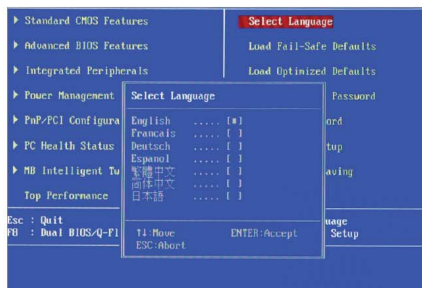 ▶ Standard CMOS Features
Select Language
▶ Advanced BIOS Features
Load Fail-Safe Defaults
▶ Integrated Periphe
erals
Load Optimized Defaults
▶ Power Management
Password
▶ PnP/PCI Configura
ord
▶ PC Health Status
tup
▶ MB Intelligent Tw
aving
Top Performance
Select Language
English ..... [■]
Francais ..... [ ]
Deutsch ..... [ ]
Espanol ..... [ ]
繁體中文 ..... [ ]
简体中文 ..... [ ]
日本語 ..... [ ]
↑↓:Move ENTER:Accept
ESC:Abort
Esc : Quit
uage
F8 : Dual BIOS/Q-Fl
Setup